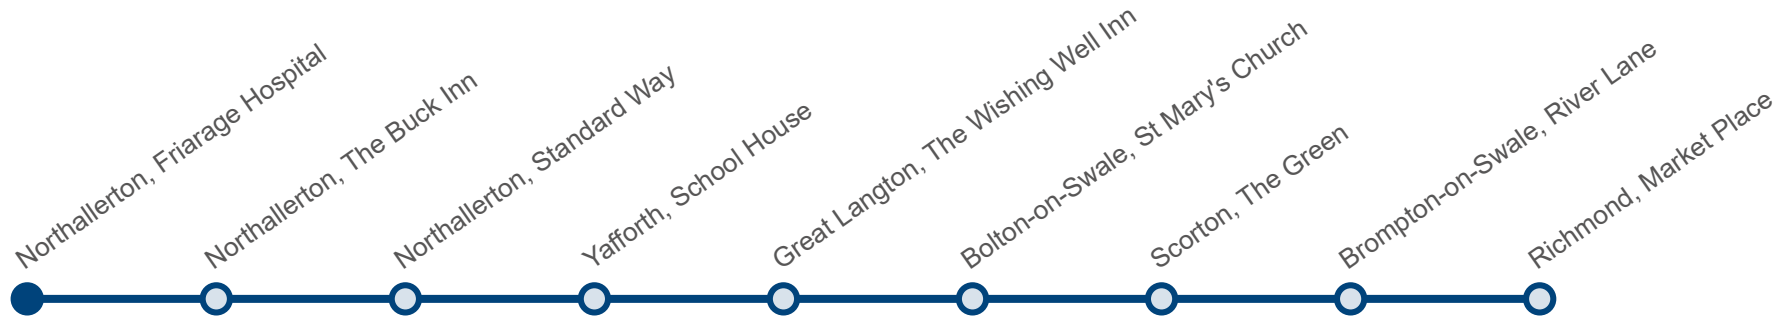 Northallerton, Friarage Hospital
Northallerton, The Buck Inn
Northallerton, Standard Way
Yafforth, School House
Great Langton, The Wishing Well Inn
Bolton-on-Swale, St Mary's Church
Scorton, The Green
Brompton-on-Swale, River Lane
Richmond, Market Place